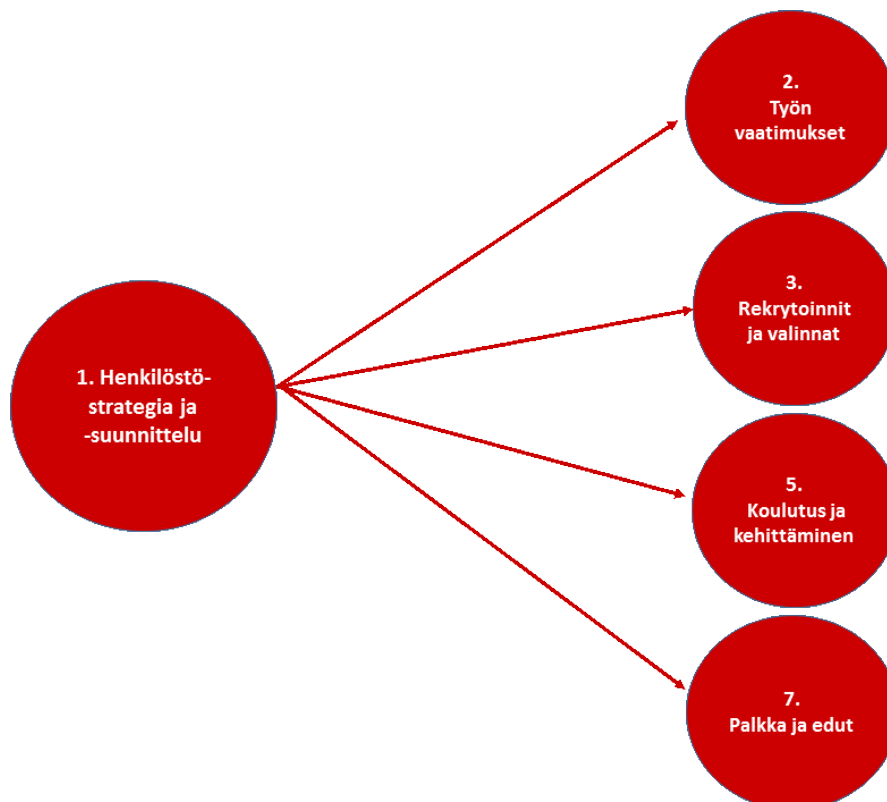 1. Henkilöstö-
strategia ja
-suunnittelu
2.
Työn
vaatimukset
3.
Rekrytoinnit
ja valinnat
5.
Koulutus ja
kehittäminen
7.
Palkka ja edut